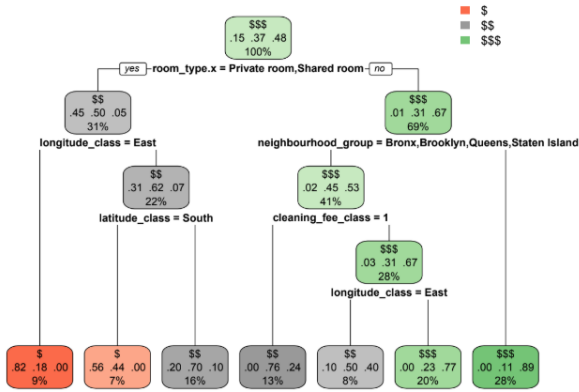 $$$
.15 .37 .48
100%
$
$$
$$$
yes room_type.x = Private room,Shared room no
$$
.45 .50 .05
31%
$$$
.01 .31 .67
69%
longitude_class = East
neighbourhood_group = Bronx,Brooklyn,Queens,Staten Island
$$
.31 .62 .07
22%
$$$
.02 .45 .53
41%
latitude_class = South
cleaning_fee_class = 1
$$$
.03 .31 .67
28%
longitude_class = East
$
.82 .18 .00
9%
$
.56 .44 .00
7%
$$
.20 .70 .10
16%
$$
.00 .76 .24
13%
$$
.10 .50 .40
8%
$$$
.00 .23 .77
20%
$$$
.00 .11 .89
28%